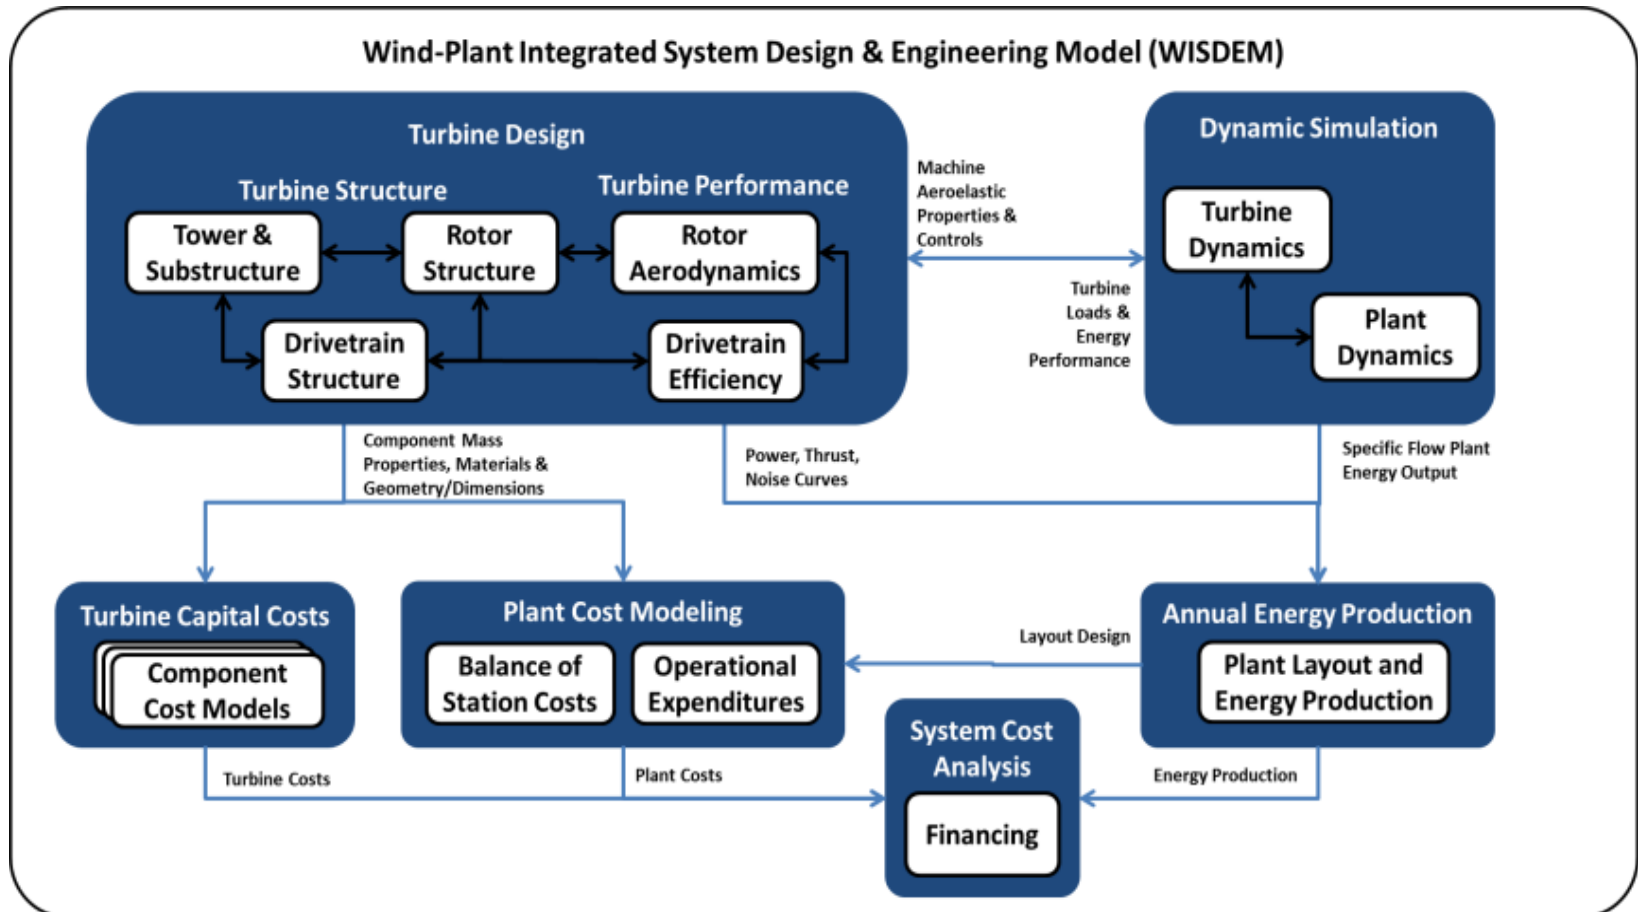 Wind-Plant Integrated System Design & Engineering Model (WISDEM)
Turbine Design
Turbine Structure
Turbine Performance
Tower &
Substructure
Rotor
Structure
Rotor
Aerodynamics
Drivetrain
Structure
Drivetrain
Efficiency
Machine
Aeroelastic
Properties &
Controls
Turbine
Loads &
Energy
Performance
Dynamic Simulation
Turbine
Dynamics
Plant
Dynamics
Component Mass
Properties, Materials &
Geometry/Dimensions
Power, Thrust,
Noise Curves
Specific Flow Plant
Energy Output
Turbine Capital Costs
Component
Cost Models
Plant Cost Modeling
Balance of
Station Costs
Operational
Expenditures
Layout Design
Annual Energy Production
Plant Layout and
Energy Production
System Cost
Analysis
Financing
Turbine Costs
Plant Costs
Energy Production